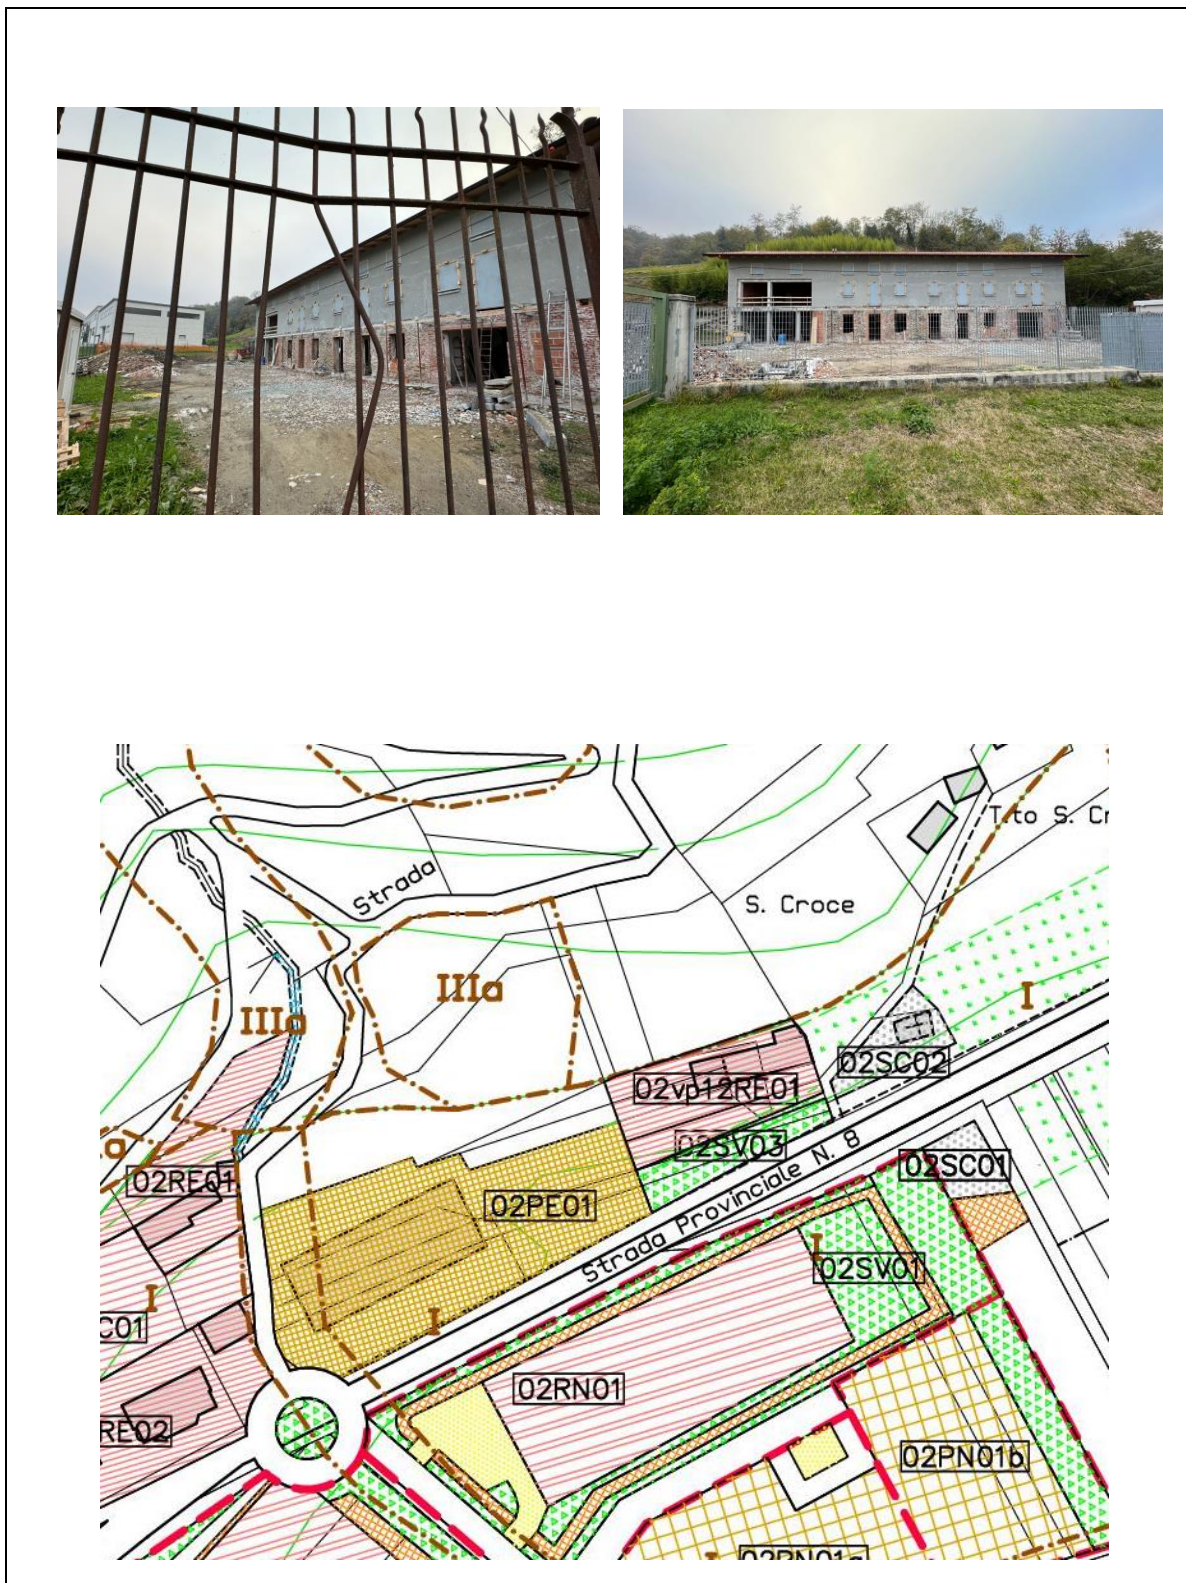 T.to S. Cr
Strada
S. Croce
IIIa
IIIa
I
02vp12RE01
02SC02
02SV03
02SC01
a
02RE01
02PE01
Strada Provinciale N. 8
I
02SV01
I
I
C01
02RN01
RE02
02PN01b
02PN01a